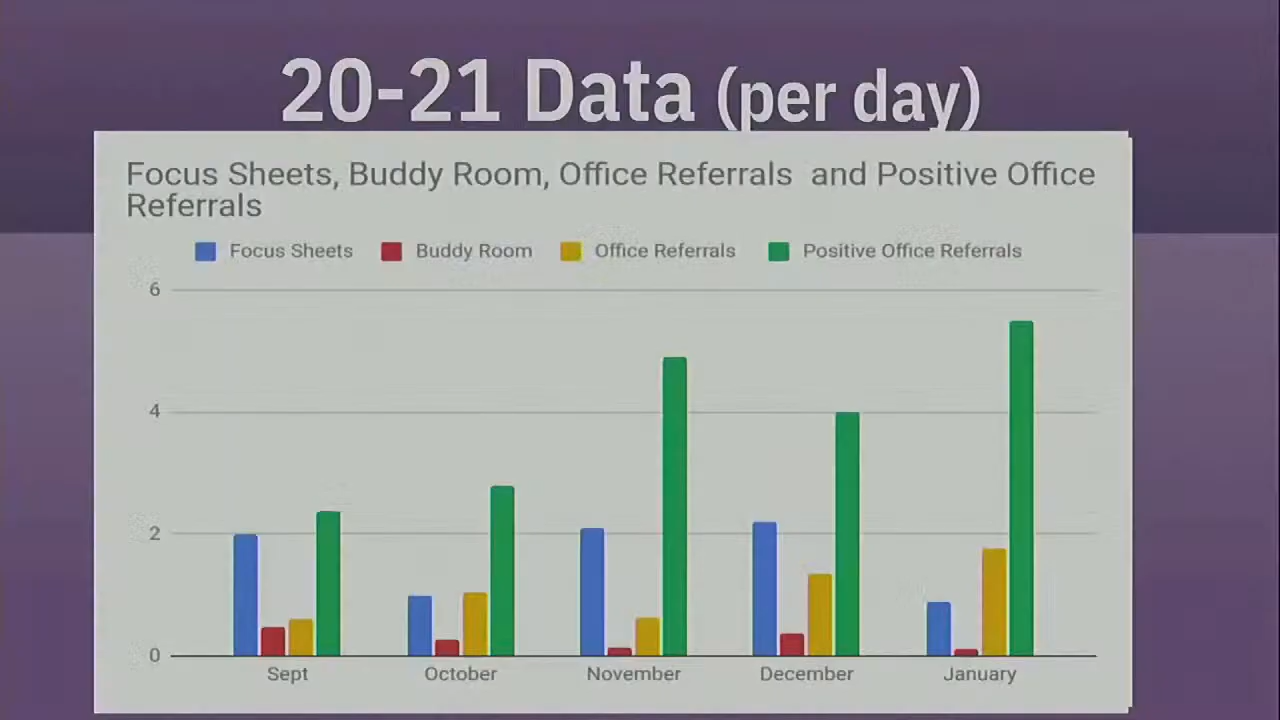 20-21 Data (per day)
Focus Sheets, Buddy Room, Office Referrals and Positive Office
Referrals
Focus Sheets Buddy Room Office Referrals Positive Office Referrals
6
4
2
0
Sept October November December January